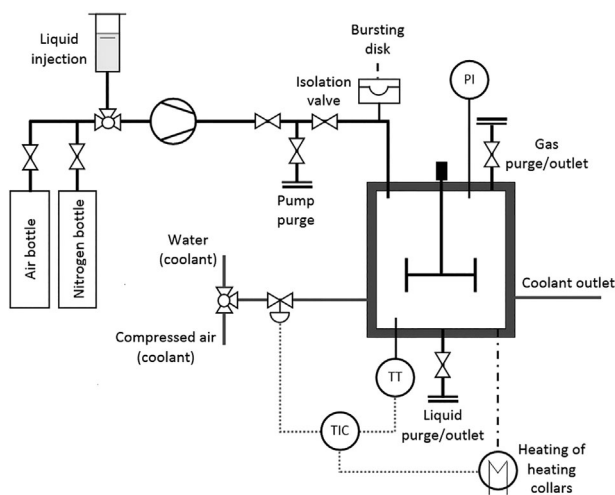 Liquid
injection
Bursting
disk
Isolation
valve
PI
Gas
purge/outlet
Air bottle
Nitrogen bottle
Pump
purge
Water
(coolant)
Coolant outlet
Compressed air
(coolant)
TT
Liquid
purge/outlet
TIC
Heating of
heating
collars